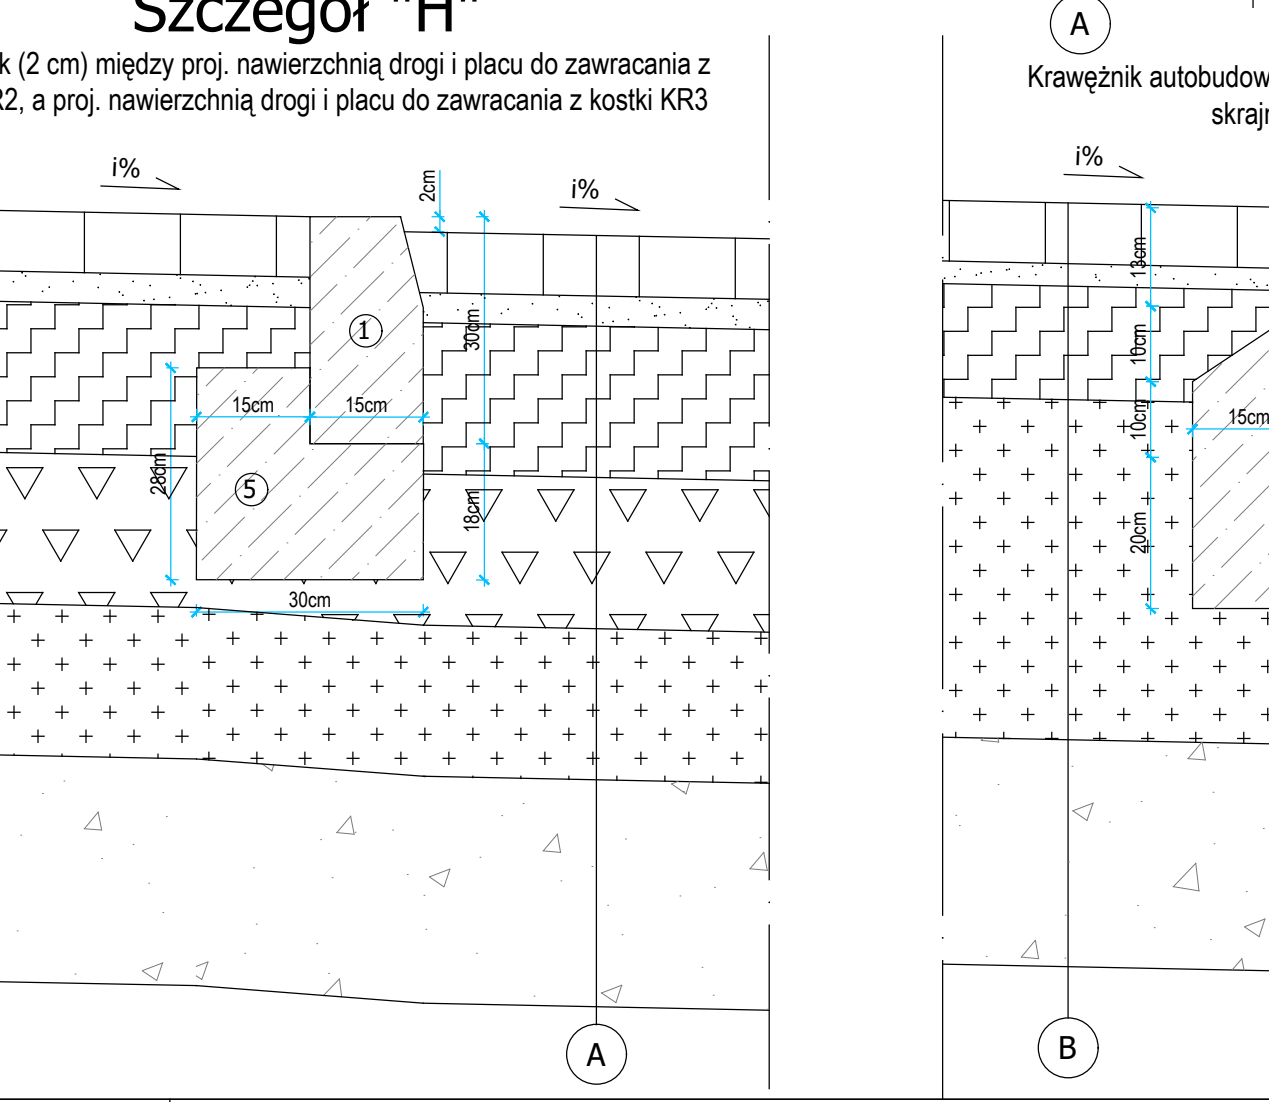 Szczegół "H"
k (2 cm) między proj. nawierzchnią drogi i placu do zawracania z
R2, a proj. nawierzchnią drogi i placu do zawracania z kostki KR3
i%
i%
2cm
30cm
18cm
28cm
15cm
15cm
30cm
1
5
A
A
Krawężnik autobudow
skrajn
i%
13cm
10cm
10cm
20cm
15cm
B